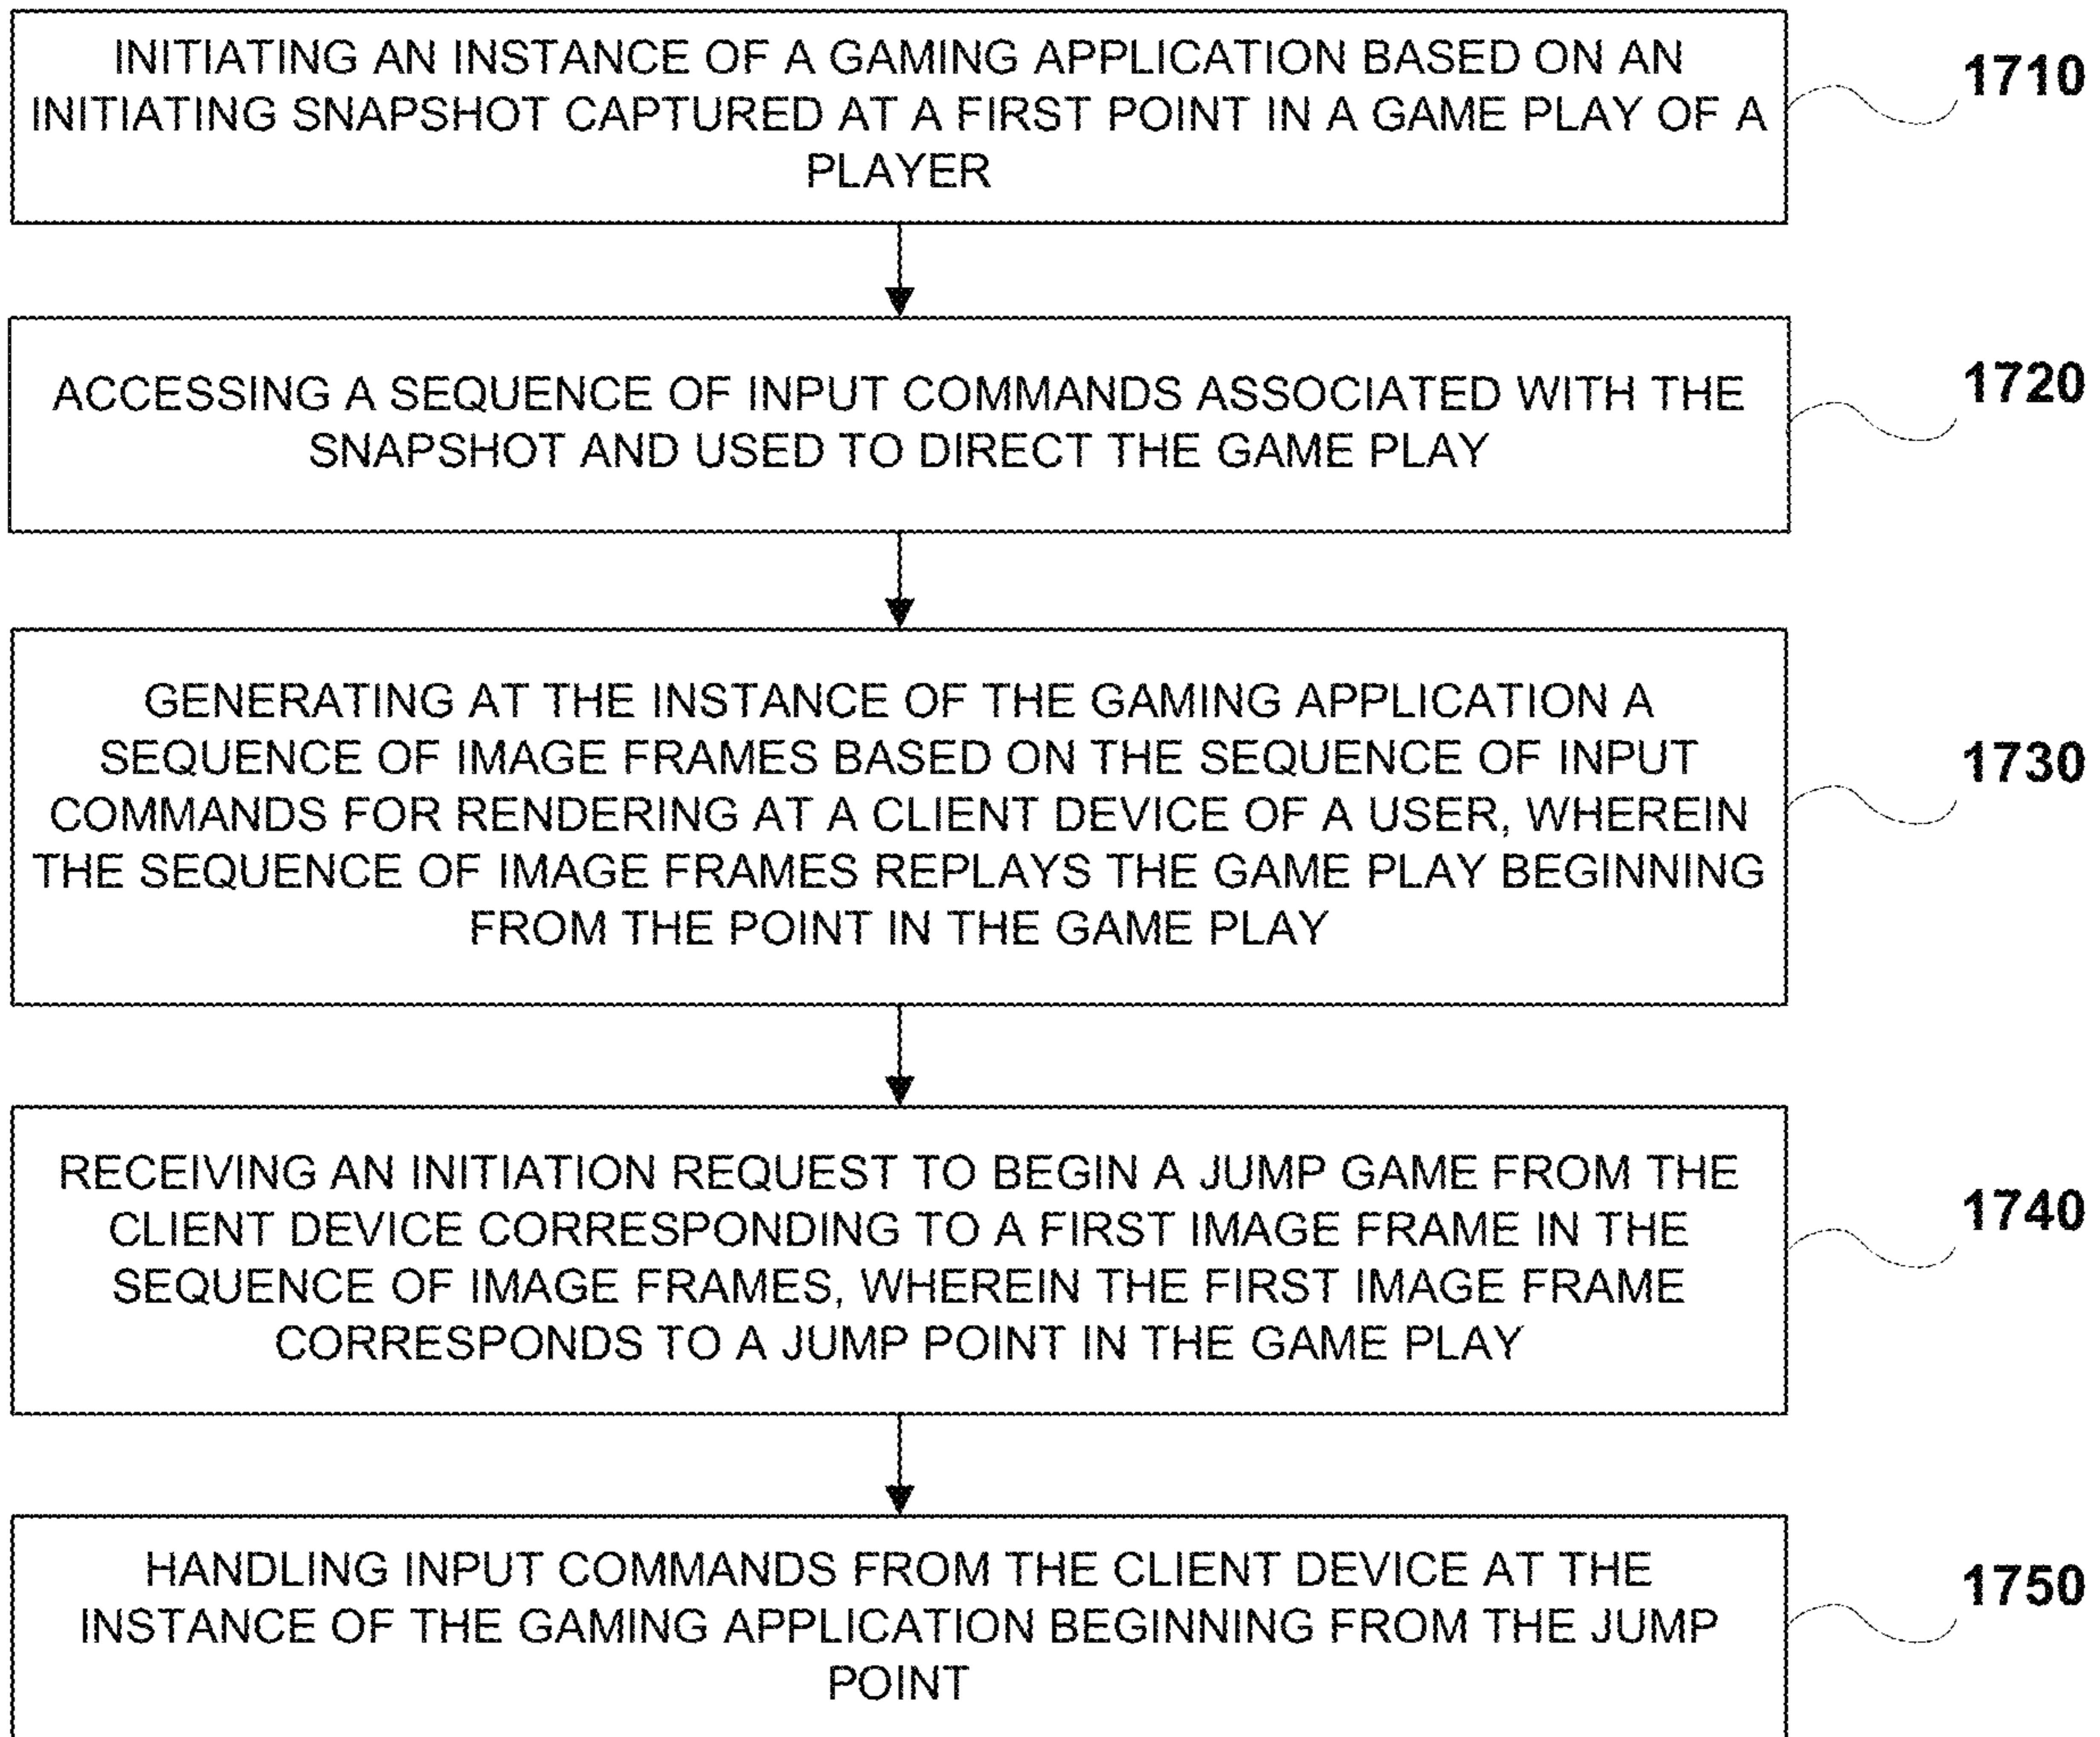 INITIATING AN INSTANCE OF A GAMING APPLICATION BASED ON AN
INITIATING SNAPSHOT CAPTURED AT A FIRST POINT IN A GAME PLAY OF A
PLAYER
1710
ACCESSING A SEQUENCE OF INPUT COMMANDS ASSOCIATED WITH THE
SNAPSHOT AND USED TO DIRECT THE GAME PLAY
1720
GENERATING AT THE INSTANCE OF THE GAMING APPLICATION A
SEQUENCE OF IMAGE FRAMES BASED ON THE SEQUENCE OF INPUT
COMMANDS FOR RENDERING AT A CLIENT DEVICE OF A USER, WHEREIN
THE SEQUENCE OF IMAGE FRAMES REPLAYS THE GAME PLAY BEGINNING
FROM THE POINT IN THE GAME PLAY
1730
RECEIVING AN INITIATION REQUEST TO BEGIN A JUMP GAME FROM THE
CLIENT DEVICE CORRESPONDING TO A FIRST IMAGE FRAME IN THE
SEQUENCE OF IMAGE FRAMES, WHEREIN THE FIRST IMAGE FRAME
CORRESPONDS TO A JUMP POINT IN THE GAME PLAY
1740
HANDLING INPUT COMMANDS FROM THE CLIENT DEVICE AT THE
INSTANCE OF THE GAMING APPLICATION BEGINNING FROM THE JUMP
POINT
1750